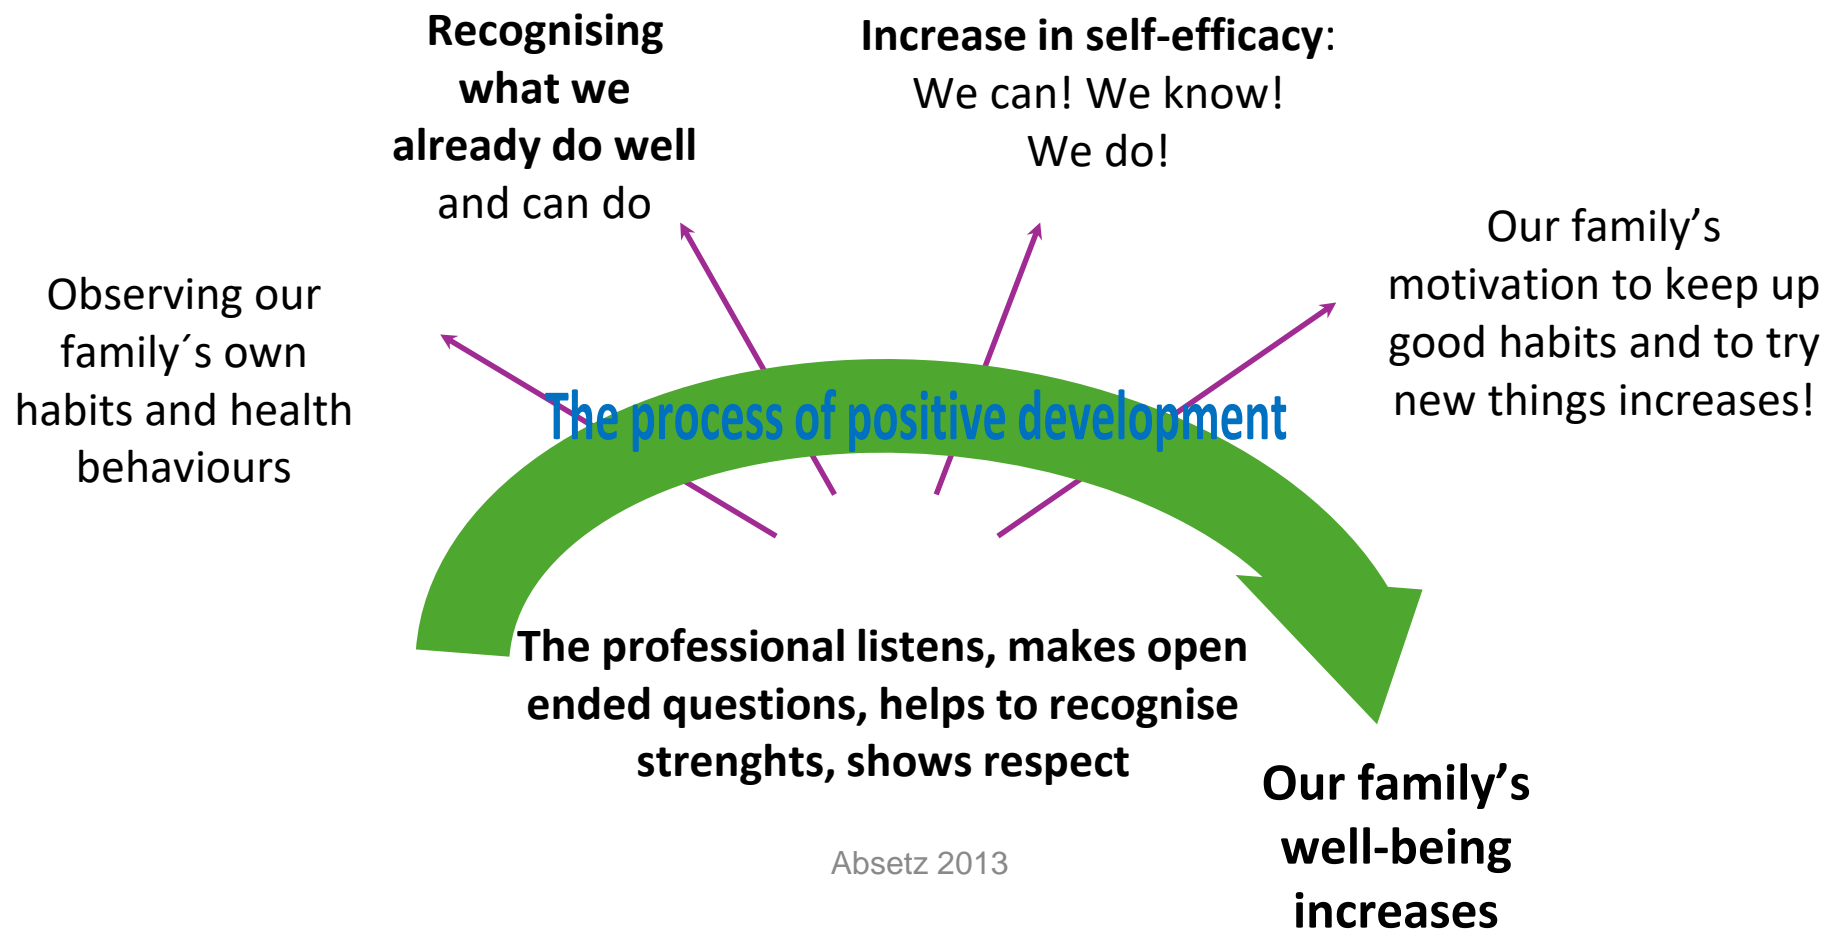 Recognising
what we
already do well
and can do
Increase in self-efficacy:
We can! We know!
We do!
Observing our
family´s own
habits and health
behaviours
Our family’s
motivation to keep up
good habits and to try
new things increases!
The process of positive development
The professional listens, makes open
ended questions, helps to recognise
strenghts, shows respect
Our family’s
well-being
increases
Absetz 2013